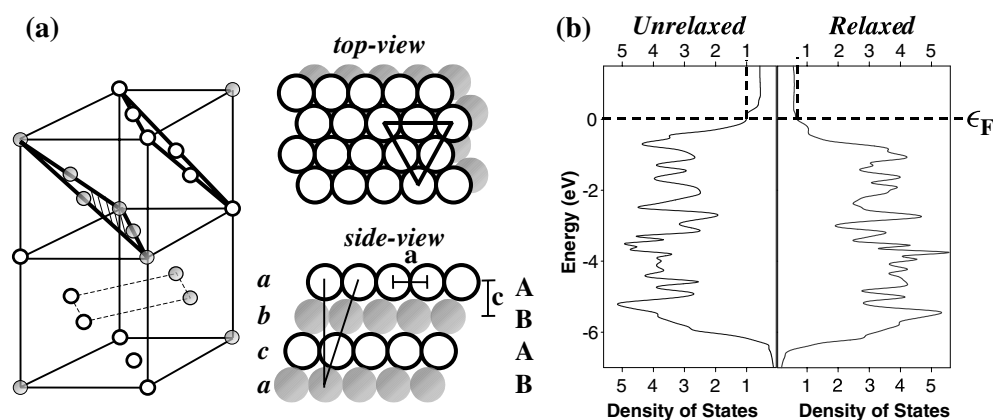 (a)
top-view
side-view
a
a A
c
b B
c A
a B
(b)
Unrelaxed Relaxed
5 4 3 2 1 1 2 3 4 5
0
-2
-4
-6
Energy (eV)
ϵF
5 4 3 2 1 1 2 3 4 5
Density of States Density of States